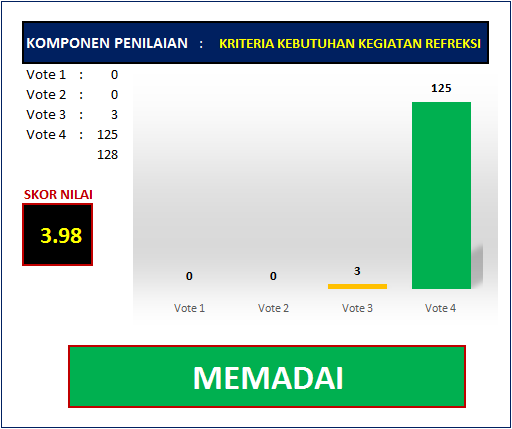 KOMPONEN PENILAIAN : KRITERIA KEBUTUHAN KEGIATAN REFREKSI
Vote 1 : 0
Vote 2 : 0
Vote 3 : 3
Vote 4 : 125
128
SKOR NILAI
3.98
125
0 0 3
Vote 1 Vote 2 Vote 3 Vote 4
MEMADAI